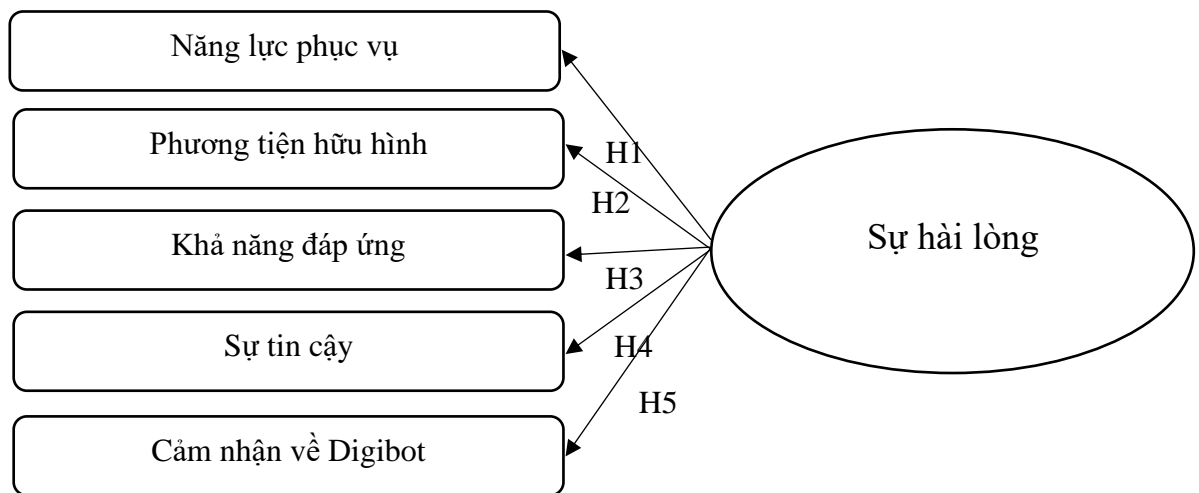 Năng lực phục vụ
Phương tiện hữu hình
H1
H2
Khả năng đáp ứng
Sự hài lòng
H3
Sự tin cậy
H4
H5
Cảm nhận về Digibot